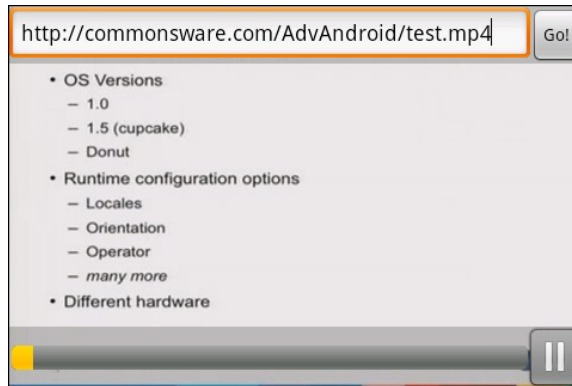 http://commonsware.com/AdvAndroid/test.mp4
Go!
• OS Versions
– 1.0
– 1.5 (cupcake)
– Donut
• Runtime configuration options
– Locales
– Orientation
– Operator
– many more
• Different hardware